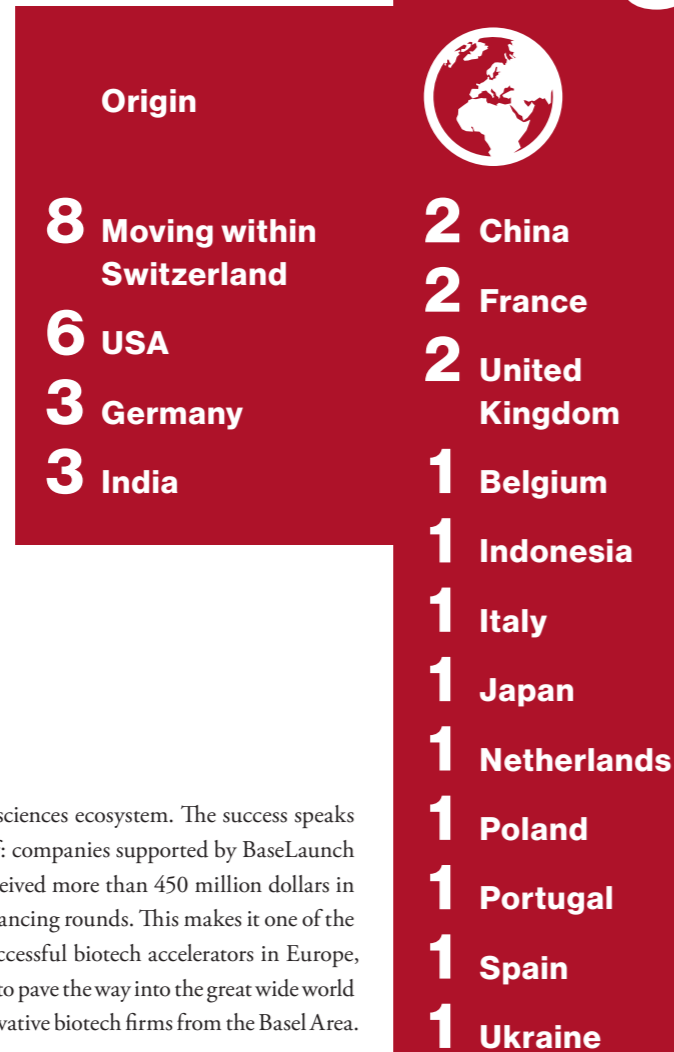 Origin
8 Moving within
Switzerland
6 USA
3 Germany
3 India
2 China
2 France
2 United
Kingdom
1 Belgium
1 Indonesia
1 Italy
1 Japan
1 Netherlands
1 Poland
1 Portugal
1 Spain
1 Ukraine
sciences ecosystem. The success speaks
: companies supported by BaseLaunch
eived more than 450 million dollars in
ancing rounds. This makes it one of the
ccessful biotech accelerators in Europe,
to pave the way into the great wide world
vative biotech firms from the Basel Area.